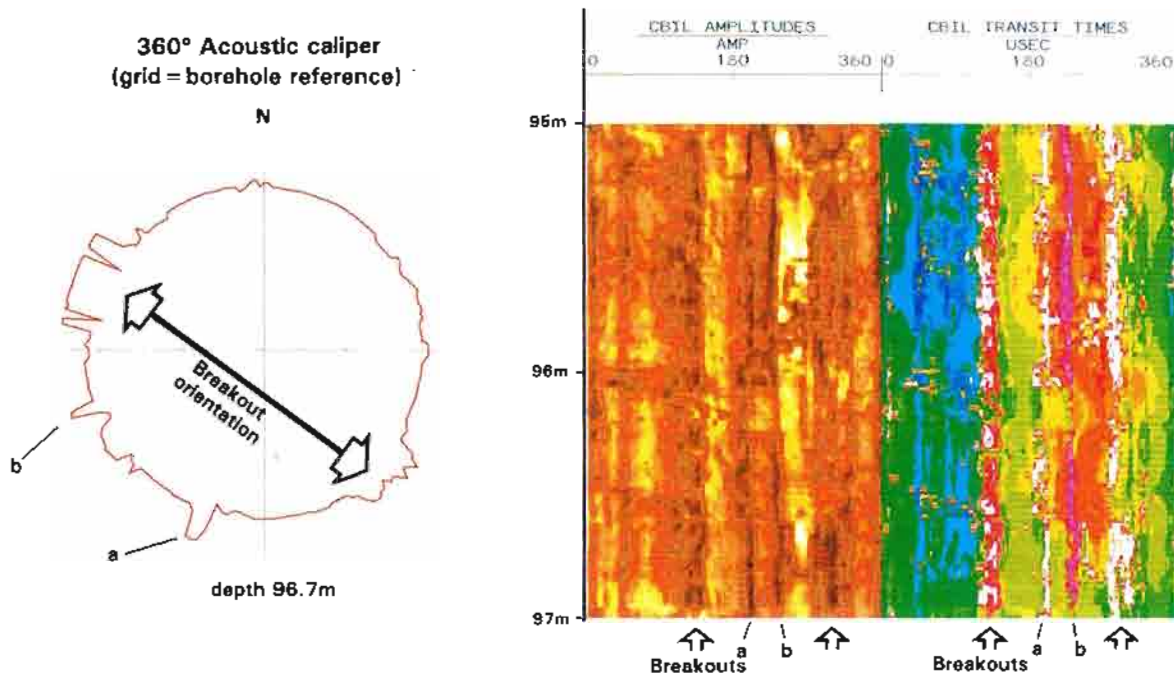 360° Acoustic caliper
(grid = borehole reference)
N
Breakout
orientation
b
a
depth 96.7m
CBIL AMPLITUDES
AMP
0 180 360
CBIL TRANSIT TIMES
USEC
0 180 360
95m
96m
97m
a b
Breakouts
a b
Breakouts